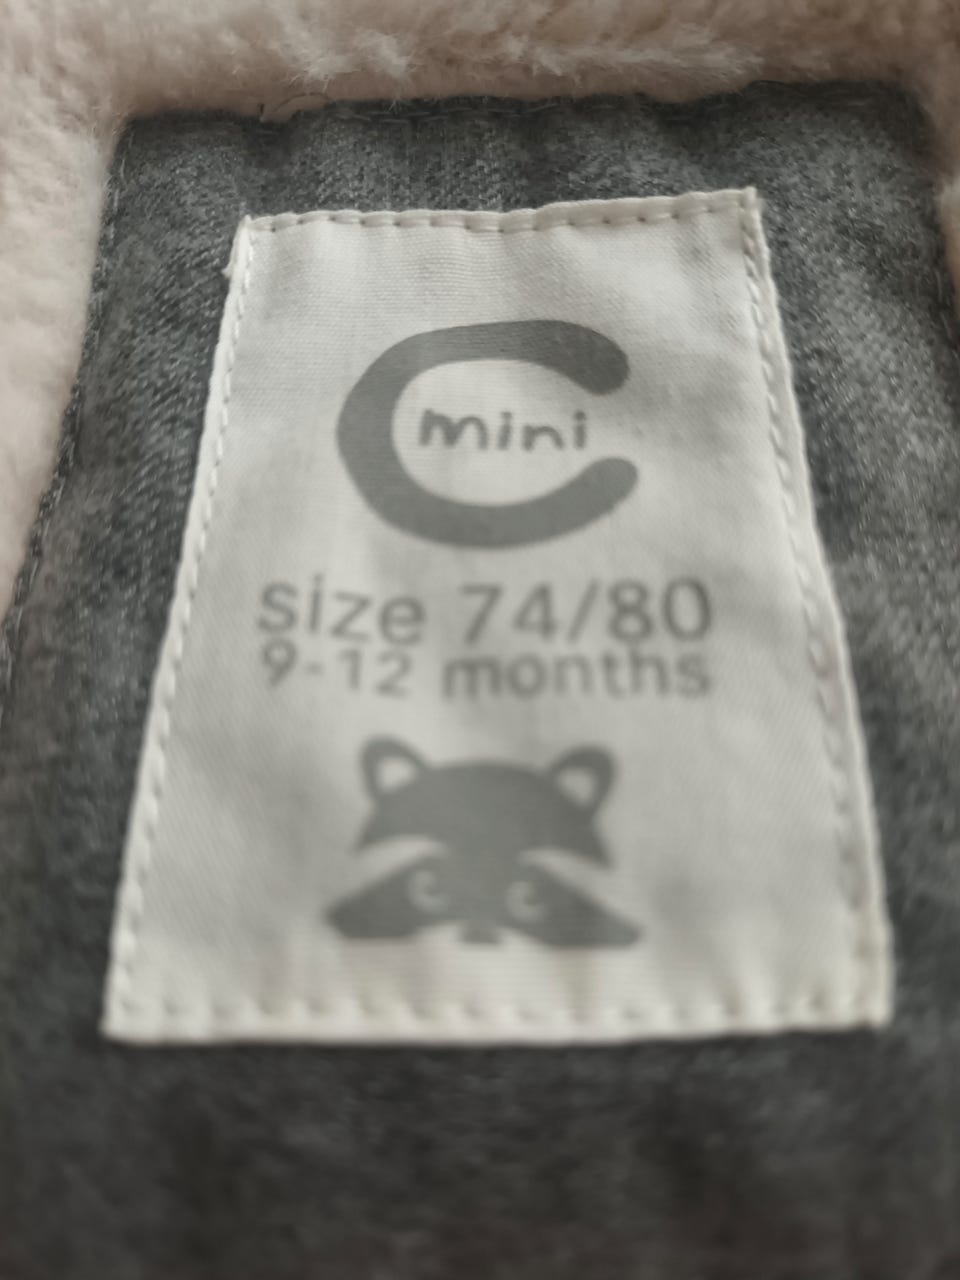 C
mini
size 74/80
9-12 months